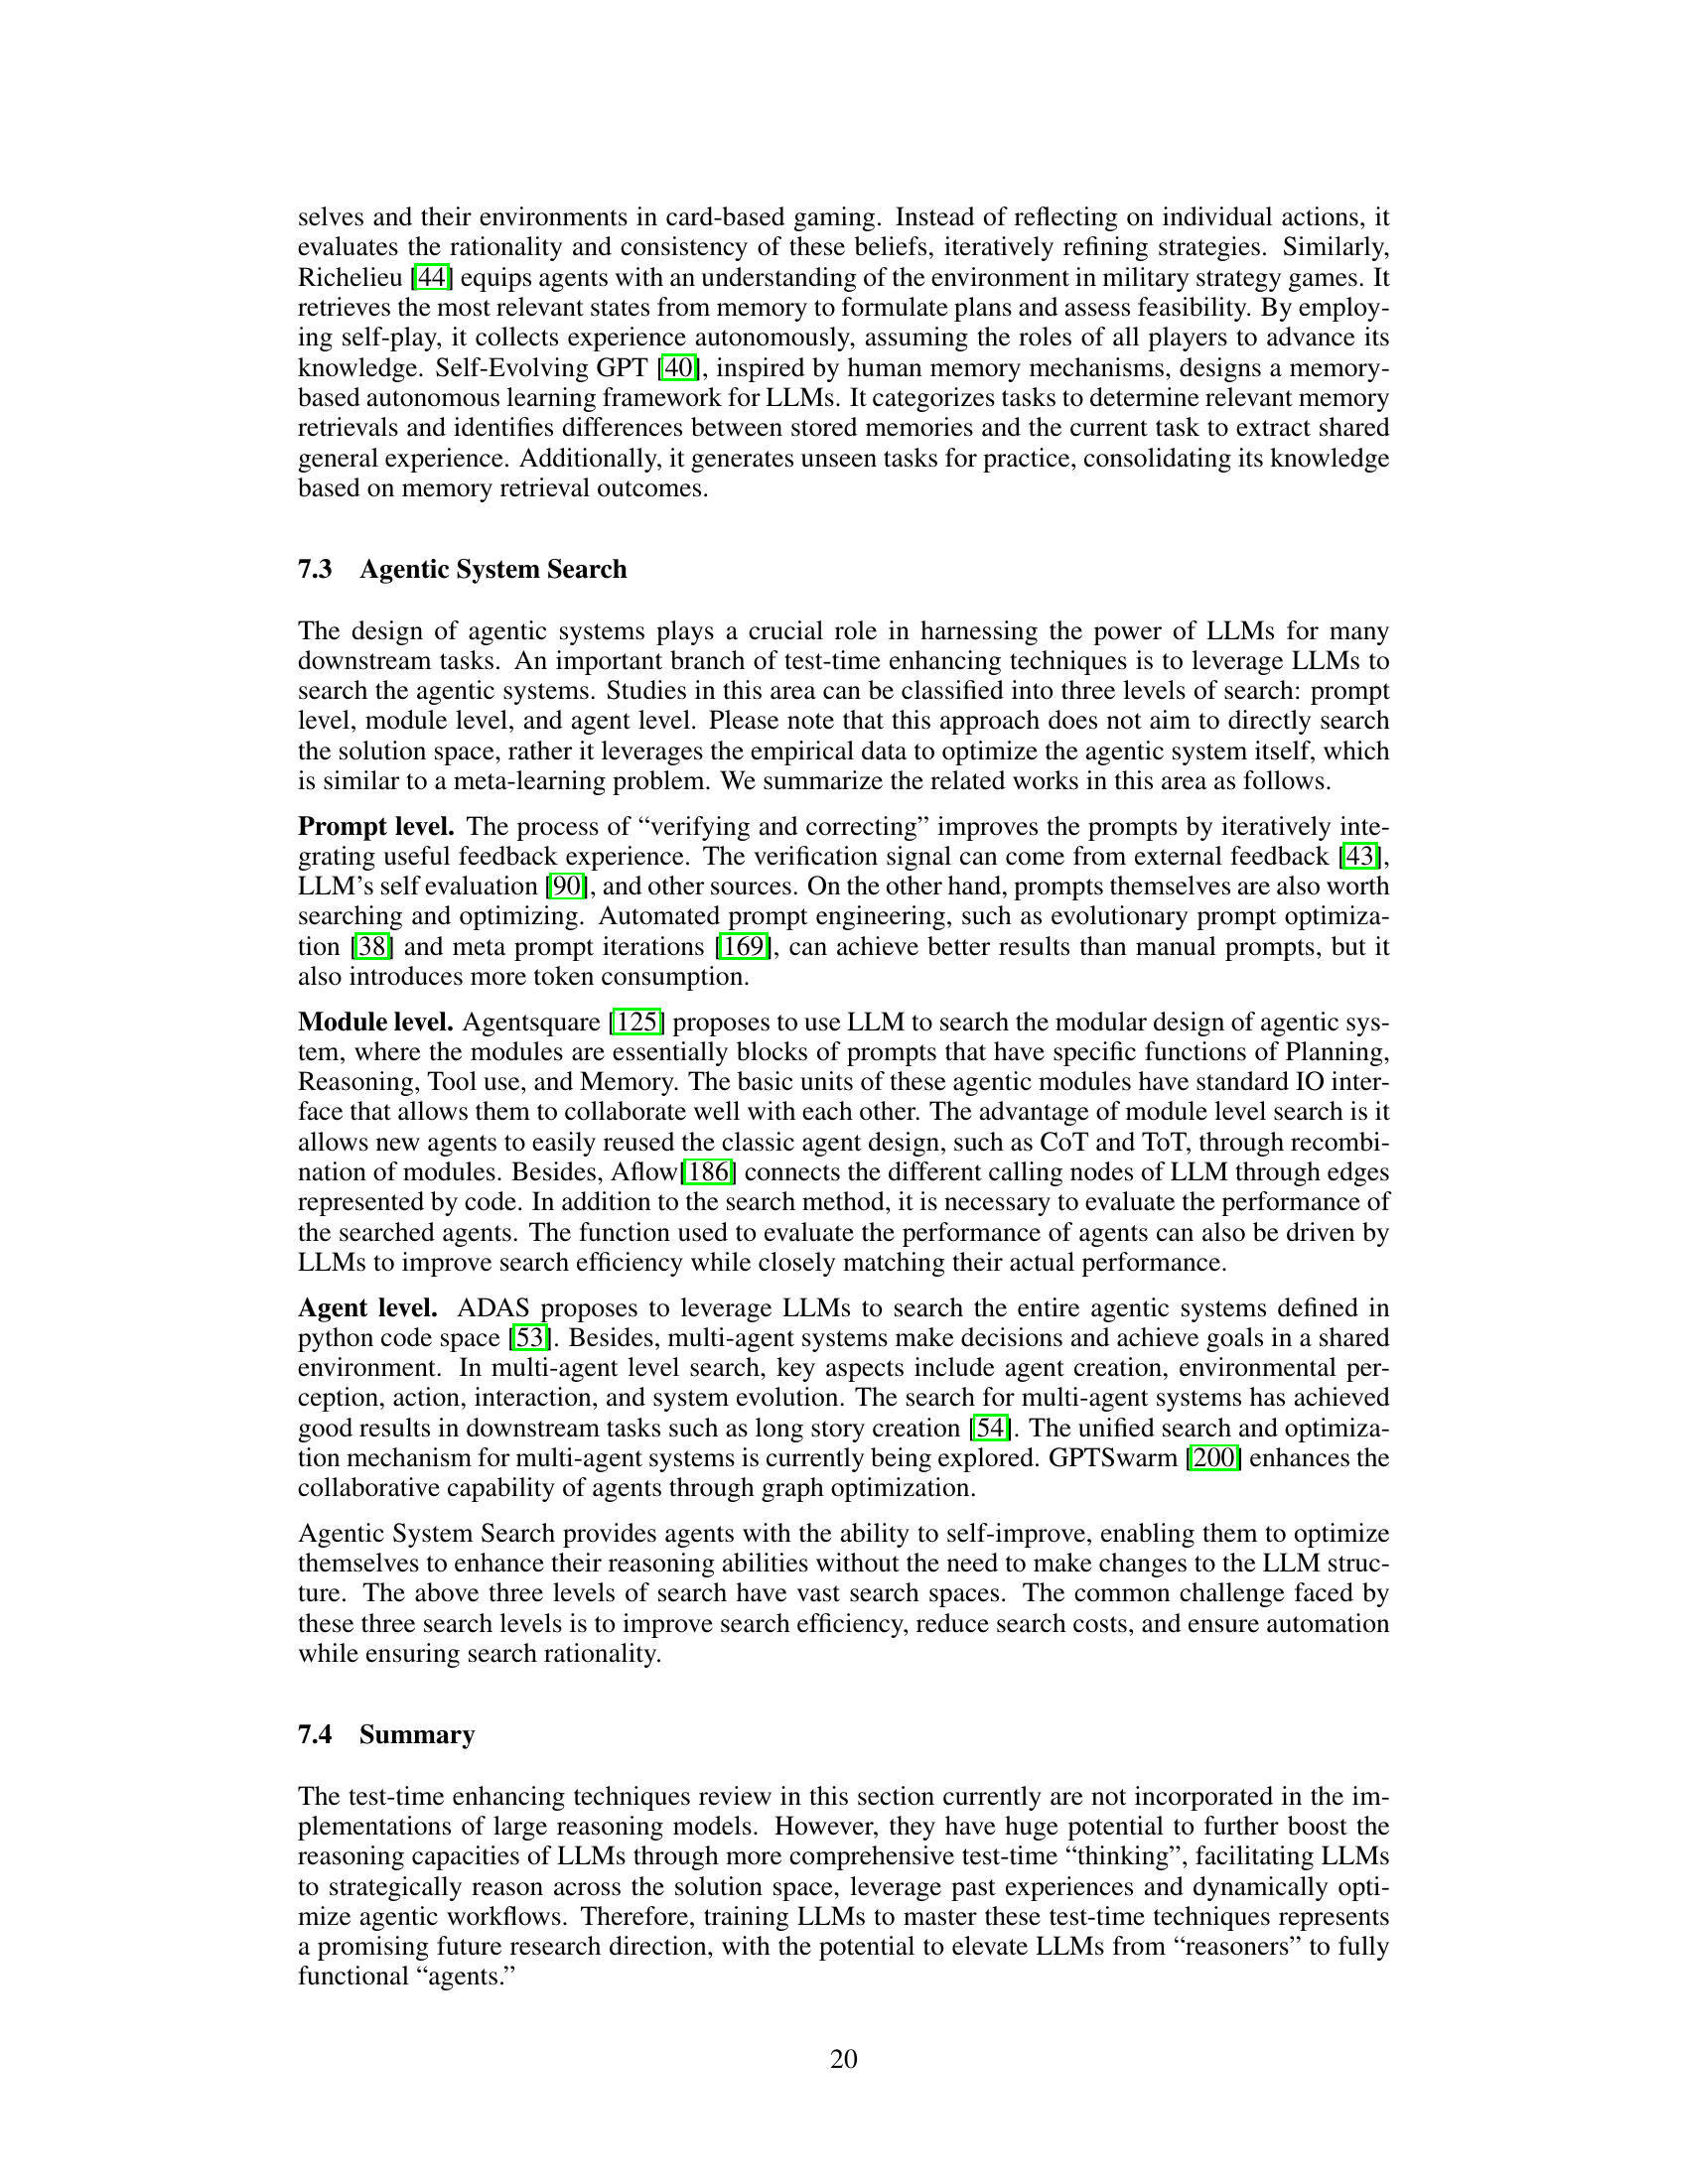 selves and their environments in card-based gaming. Instead of reflecting on individual actions, it
evaluates the rationality and consistency of these beliefs, iteratively refining strategies. Similarly,
Richelieu [44] equips agents with an understanding of the environment in military strategy games. It
retrieves the most relevant states from memory to formulate plans and assess feasibility. By employ-
ing self-play, it collects experience autonomously, assuming the roles of all players to advance its
knowledge. Self-Evolving GPT [40], inspired by human memory mechanisms, designs a memory-
based autonomous learning framework for LLMs. It categorizes tasks to determine relevant memory
retrievals and identifies differences between stored memories and the current task to extract shared
general experience. Additionally, it generates unseen tasks for practice, consolidating its knowledge
based on memory retrieval outcomes.
7.3 Agentic System Search
The design of agentic systems plays a crucial role in harnessing the power of LLMs for many
downstream tasks. An important branch of test-time enhancing techniques is to leverage LLMs to
search the agentic systems. Studies in this area can be classified into three levels of search: prompt
level, module level, and agent level. Please note that this approach does not aim to directly search
the solution space, rather it leverages the empirical data to optimize the agentic system itself, which
is similar to a meta-learning problem. We summarize the related works in this area as follows.
Prompt level. The process of “verifying and correcting” improves the prompts by iteratively inte-
grating useful feedback experience. The verification signal can come from external feedback [43],
LLM’s self evaluation [90], and other sources. On the other hand, prompts themselves are also worth
searching and optimizing. Automated prompt engineering, such as evolutionary prompt optimiza-
tion [38] and meta prompt iterations [169], can achieve better results than manual prompts, but it
also introduces more token consumption.
Module level. Agentsquare [125] proposes to use LLM to search the modular design of agentic sys-
tem, where the modules are essentially blocks of prompts that have specific functions of Planning,
Reasoning, Tool use, and Memory. The basic units of these agentic modules have standard IO inter-
face that allows them to collaborate well with each other. The advantage of module level search is it
allows new agents to easily reused the classic agent design, such as CoT and ToT, through recombi-
nation of modules. Besides, Aflow[186] connects the different calling nodes of LLM through edges
represented by code. In addition to the search method, it is necessary to evaluate the performance of
the searched agents. The function used to evaluate the performance of agents can also be driven by
LLMs to improve search efficiency while closely matching their actual performance.
Agent level. ADAS proposes to leverage LLMs to search the entire agentic systems defined in
python code space [53]. Besides, multi-agent systems make decisions and achieve goals in a shared
environment. In multi-agent level search, key aspects include agent creation, environmental per-
ception, action, interaction, and system evolution. The search for multi-agent systems has achieved
good results in downstream tasks such as long story creation [54]. The unified search and optimiza-
tion mechanism for multi-agent systems is currently being explored. GPTSwarm [200] enhances the
collaborative capability of agents through graph optimization.
Agentic System Search provides agents with the ability to self-improve, enabling them to optimize
themselves to enhance their reasoning abilities without the need to make changes to the LLM struc-
ture. The above three levels of search have vast search spaces. The common challenge faced by
these three search levels is to improve search efficiency, reduce search costs, and ensure automation
while ensuring search rationality.
7.4 Summary
The test-time enhancing techniques review in this section currently are not incorporated in the im-
plementations of large reasoning models. However, they have huge potential to further boost the
reasoning capacities of LLMs through more comprehensive test-time “thinking”, facilitating LLMs
to strategically reason across the solution space, leverage past experiences and dynamically opti-
mize agentic workflows. Therefore, training LLMs to master these test-time techniques represents
a promising future research direction, with the potential to elevate LLMs from “reasoners” to fully
functional “agents.”
20